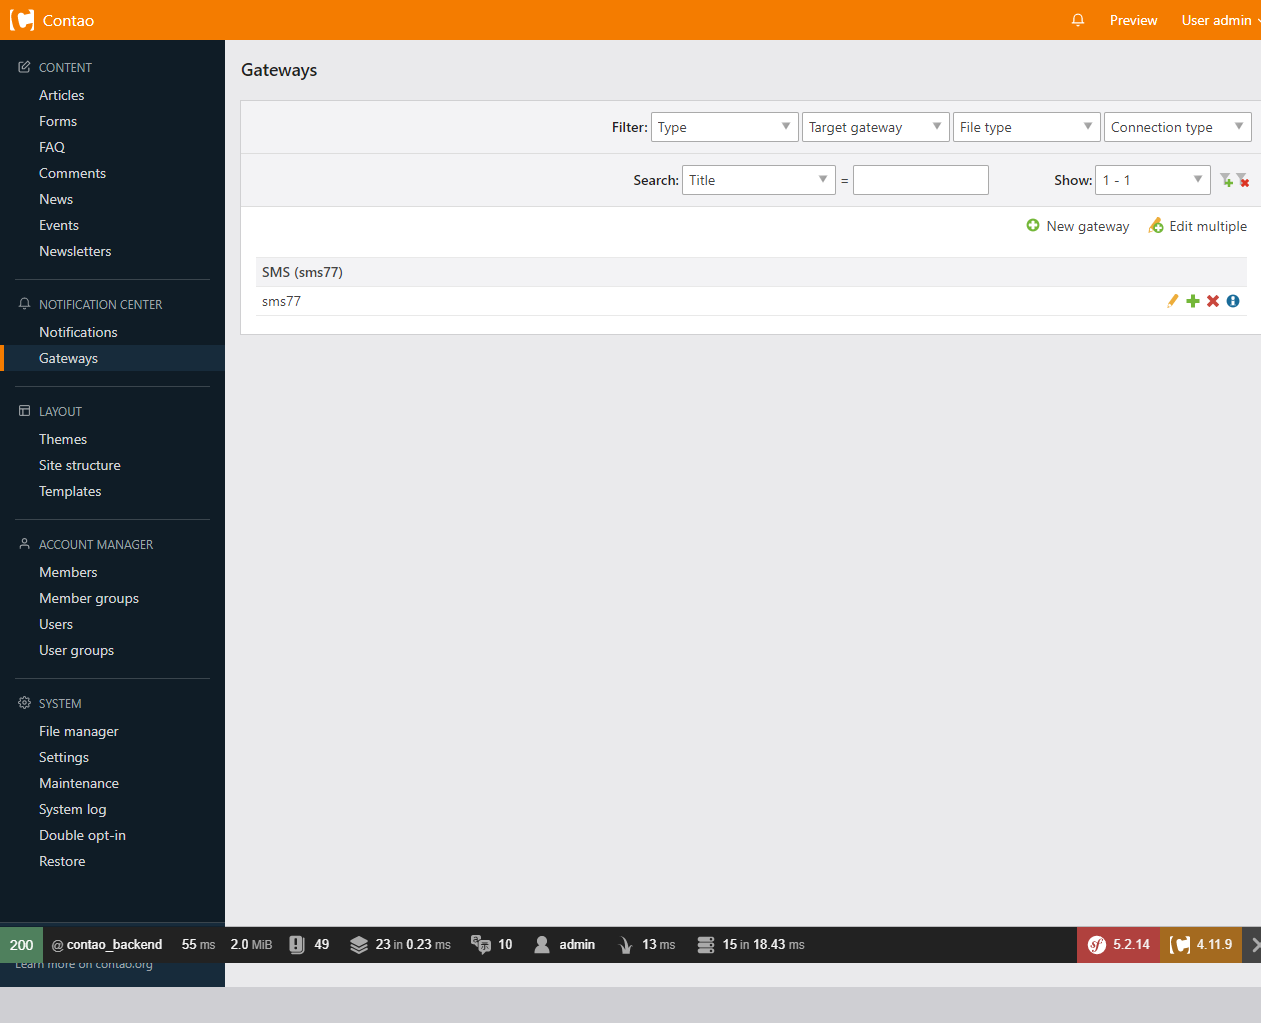 Contao
Preview
User admin
CONTENT
Articles
Forms
FAQ
Comments
News
Events
Newsletters
NOTIFICATION CENTER
Notifications
Gateways
LAYOUT
Themes
Site structure
Templates
ACCOUNT MANAGER
Members
Member groups
Users
User groups
SYSTEM
File manager
Settings
Maintenance
System log
Double opt-in
Restore
Learn more on contao.org
Gateways
Filter: Type Target gateway File type Connection type
Search: Title = Show: 1 - 1
New gateway Edit multiple
SMS (sms77)
sms77
200 @ contao_backend 55 ms 2.0 MiB 49 23 in 0.23 ms 10 admin 13 ms 15 in 18.43 ms sf 5.2.14 4.11.9